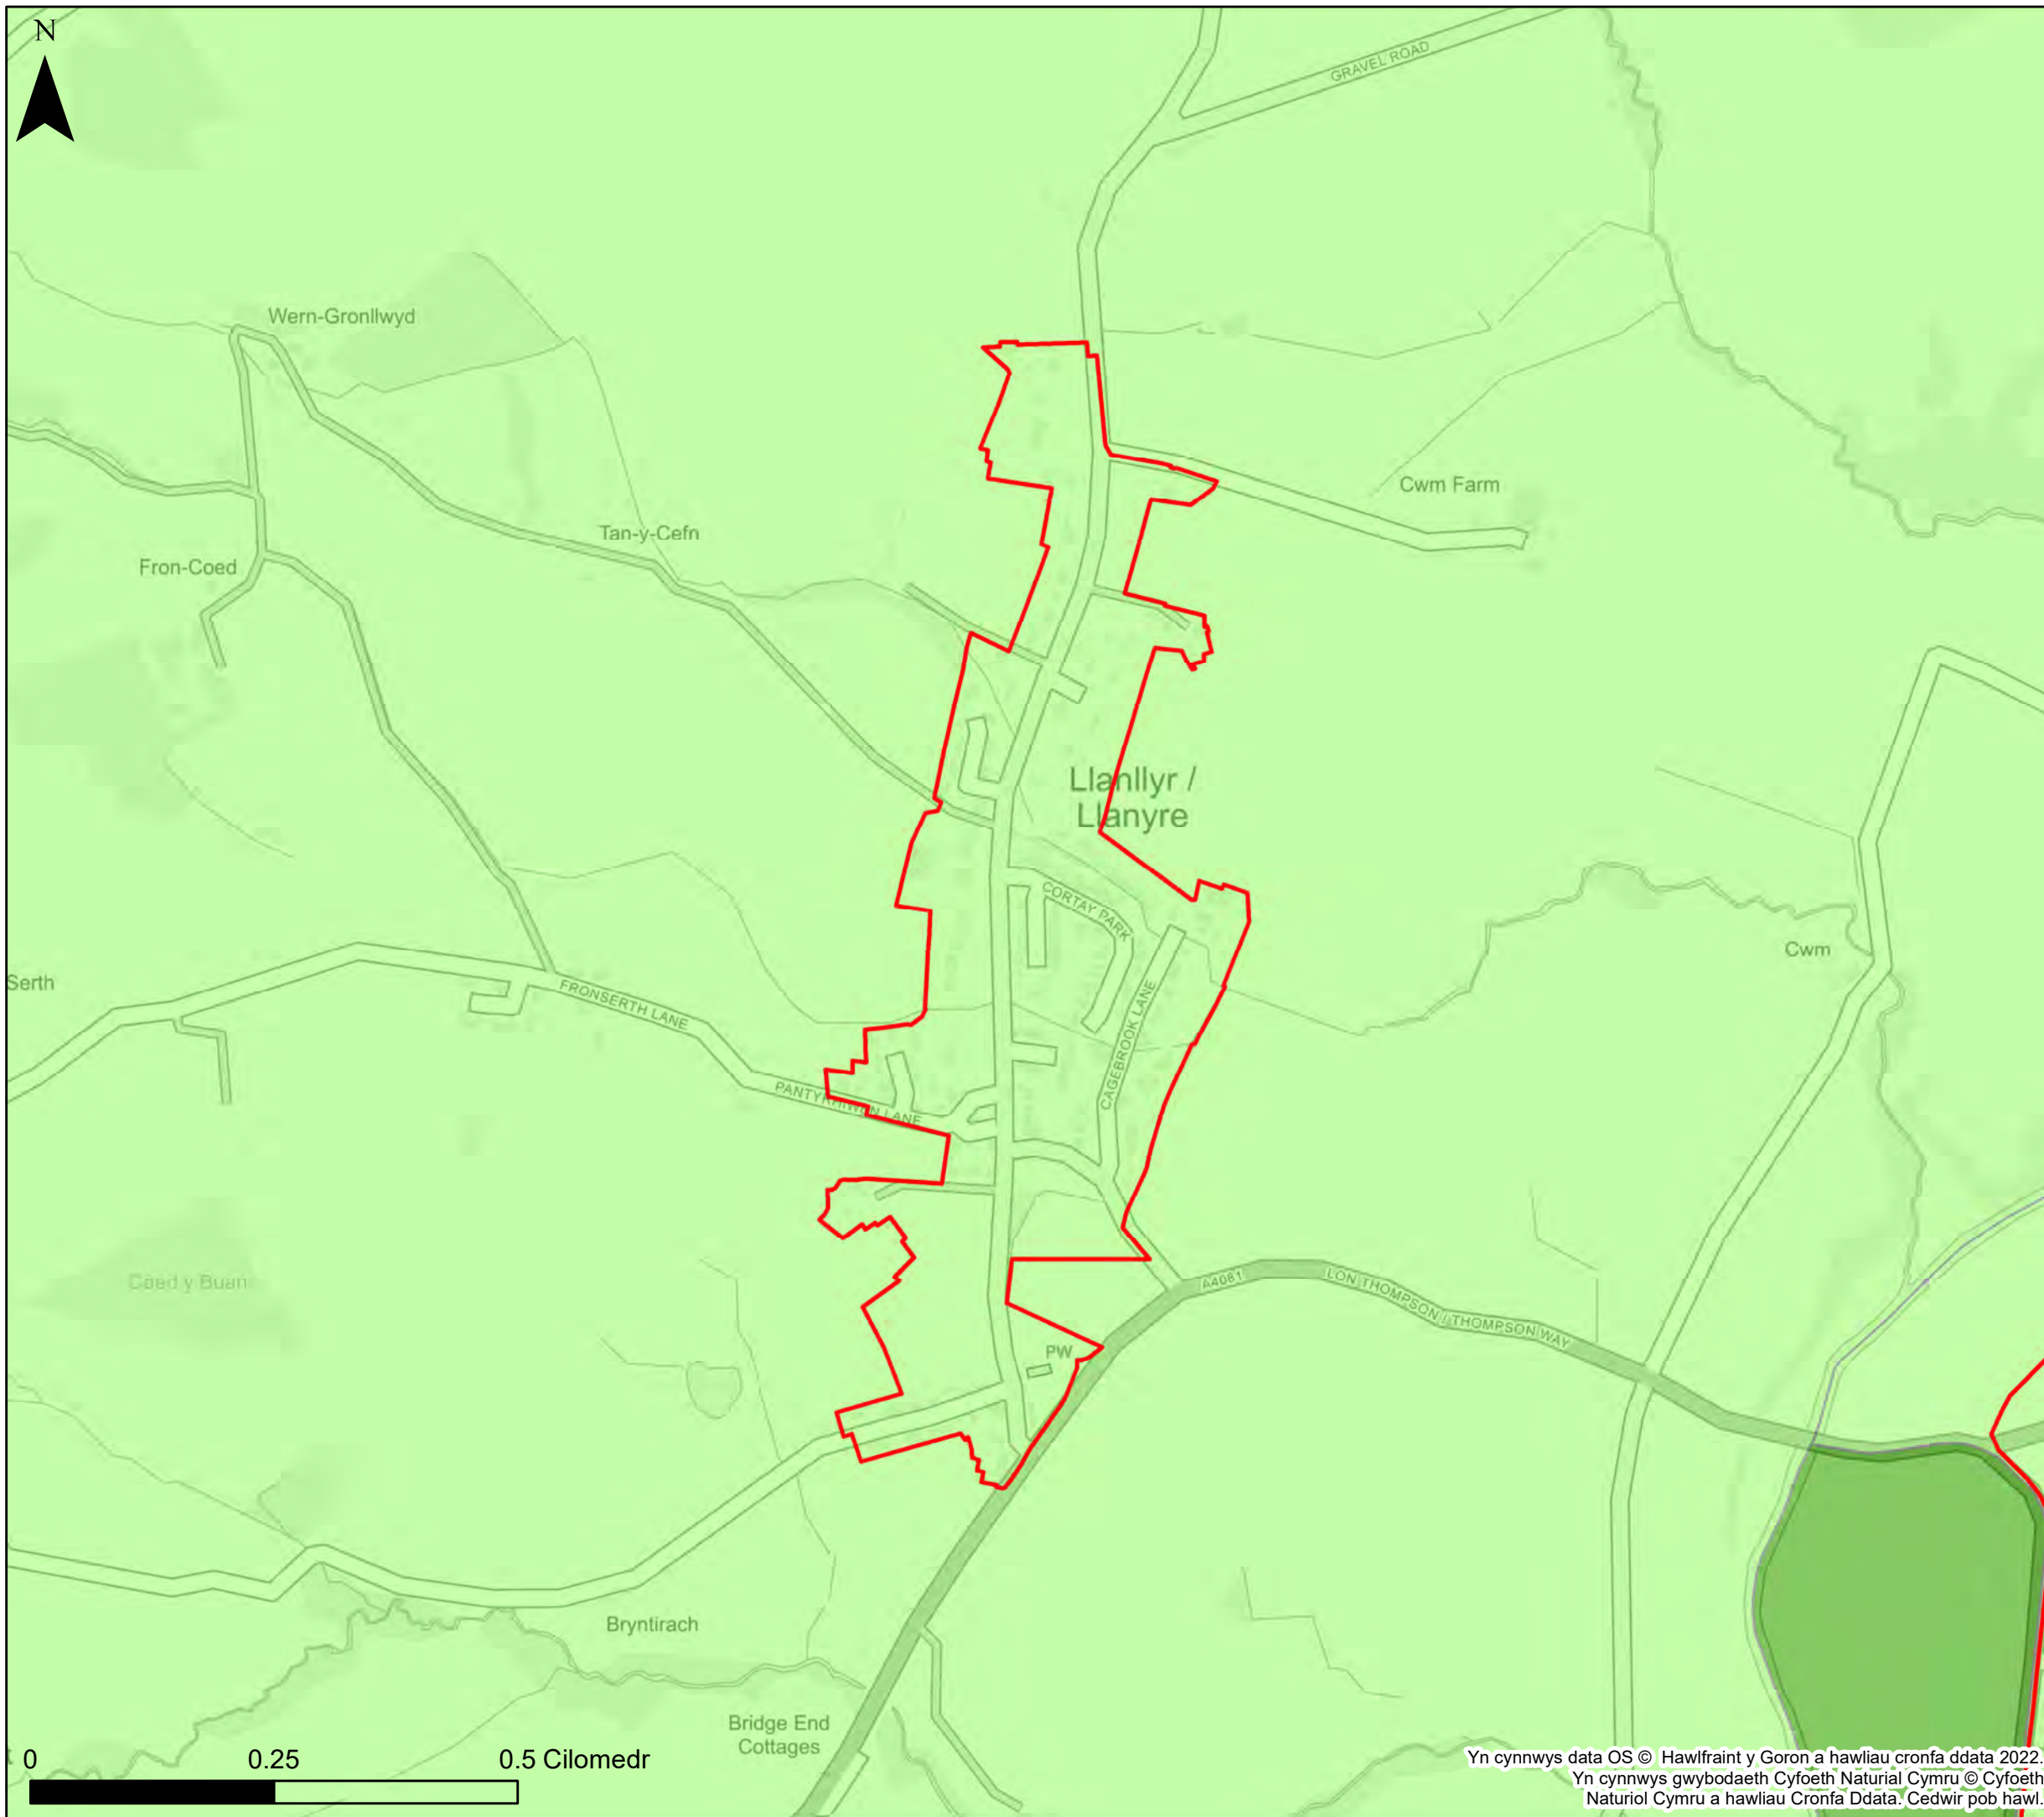 N
GRAVEL ROAD
Wern-Gronllwyd
Cwm Farm
Tan-y-Cefn
Fron-Coed
Llanllyr /
Llanyre
CORTAY PARK
Cwm
Serth
FRONSERTH LANE
CAGEBROOK LANE
LANE
Coed y Buan
A4081
LON THOMPSON / THOMPSON WAY
PW
Bryntirach
Bridge End
Cottages
0 0.25 0.5 Cilomedr
Yn cynnwys data OS © Hawlfraint y Goron a hawliau cronfa ddata 2022.
Yn cynnwys gwybodaeth Cyfoeth Naturial Cymru © Cyfoeth
Naturiol Cymru a hawliau Cronfa Ddata. Cedwir pob hawl.